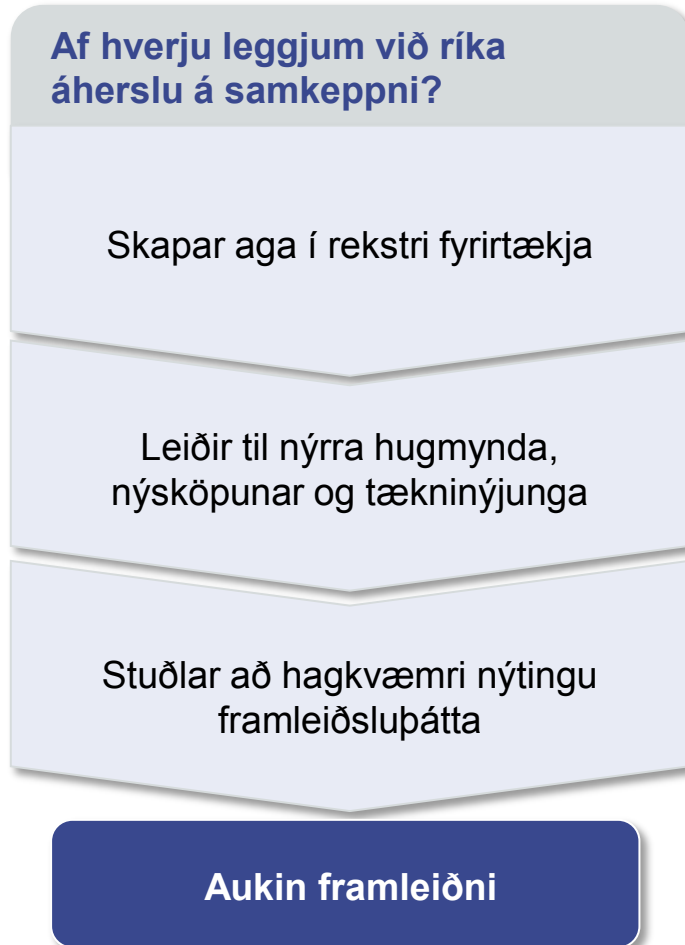 Af hverju leggjum við ríka
áherslu á samkeppni?
Skapar aga í rekstri fyrirtækja
Leiðir til nýrra hugmynda,
nýsköpunar og tækninýjunga
Stuðlar að hagkvæmri nýtingu
framleiðsluþátta
Aukin framleiðni